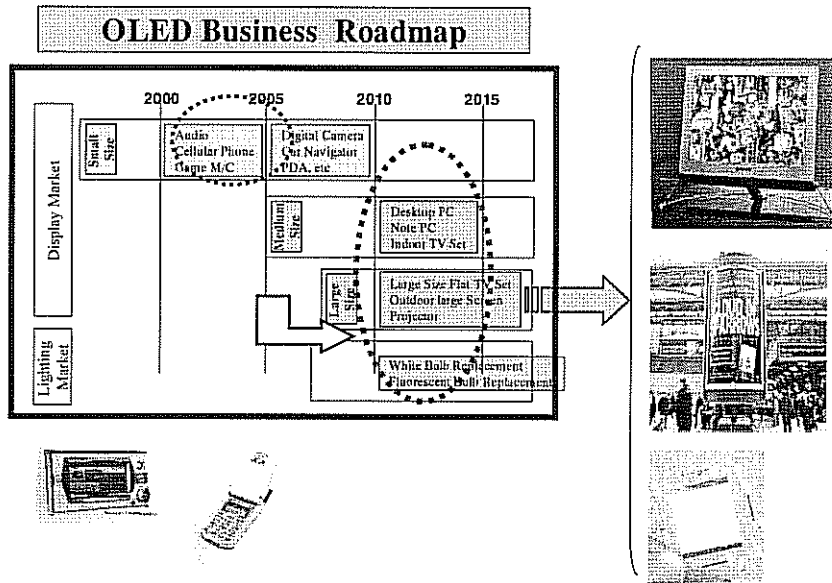 OLED Business Roadmap
2000 2005 2010 2015
Display Market
Small Size
Audio
Cellular Phone
Game M/C
Digital Camera
Car Navigator
PDA, etc
Medium Size
Desktop PC
Note PC
Indoor TV Set
Large Size
Large Size Flat TV Set
Outdoor large Screen
Projector
Lighting Market
White Bulb Replacement
Fluorescent Bulb Replacement